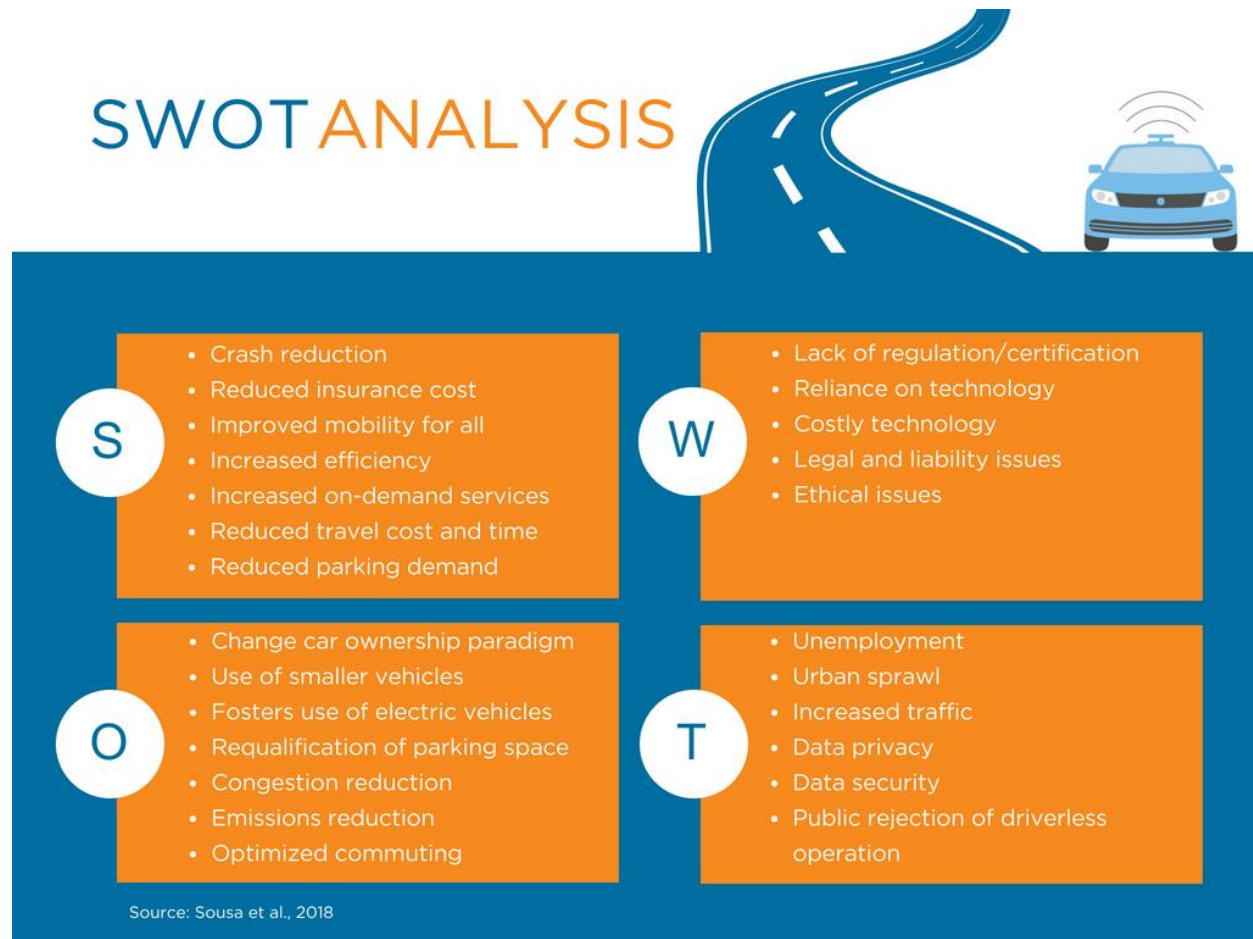 SWOT ANALYSIS
S
• Crash reduction
• Reduced insurance cost
• Improved mobility for all
• Increased efficiency
• Increased on-demand services
• Reduced travel cost and time
• Reduced parking demand
W
• Lack of regulation/certification
• Reliance on technology
• Costly technology
• Legal and liability issues
• Ethical issues
O
• Change car ownership paradigm
• Use of smaller vehicles
• Fosters use of electric vehicles
• Requalification of parking space
• Congestion reduction
• Emissions reduction
• Optimized commuting
T
• Unemployment
• Urban sprawl
• Increased traffic
• Data privacy
• Data security
• Public rejection of driverless
operation
Source: Sousa et al., 2018